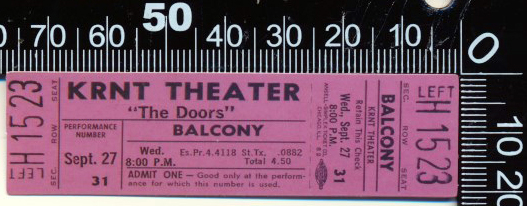 50
70 60 40 30 20 10 0
10 20
SEC. ROW SEAT
LEFT H 15 23
KRNT THEATER
"The Doors"
PERFORMANCE NUMBER
Sept. 27
31
BALCONY
Wed. 8:00 P.M.
Es.Pr.4.4118 St.Tx. .0882
Total 4.50
ADMIT ONE — Good only at the perform-
ance for which this number is used.
Wed., Sept. 27
8:00 P.M. 31
Retain This Check
KRNT THEATER
BALCONY
SEC. ROW SEAT
LEFT
H 15 23